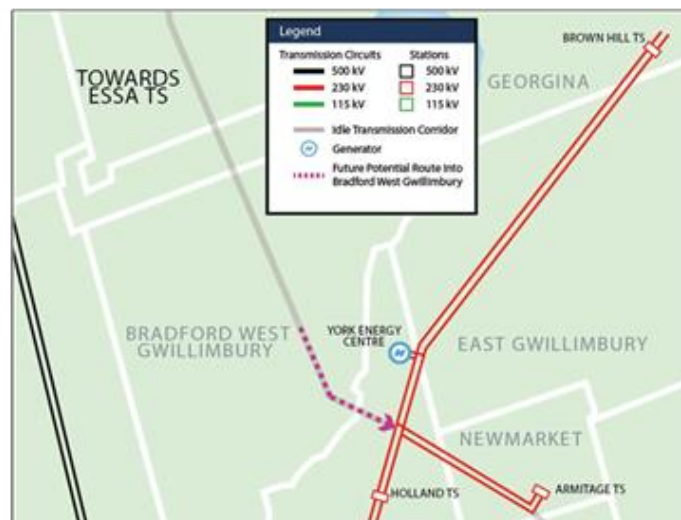 Legend
Transmission Circuits
Stations
500 kV
500 kV
230 kV
230 kV
115 kV
115 kV
Idle Transmission Corridor
Generator
Future Potential Route Into
Bradford West Gwillimbury
BROWN HILL TS
TOWARDS
ESSA TS
GEORGINA
BRADFORD WEST
GWILLIMBURY
YORK ENERGY
CENTRE
EAST GWILLIMBURY
NEWMARKET
HOLLAND TS
ARMITAGE TS